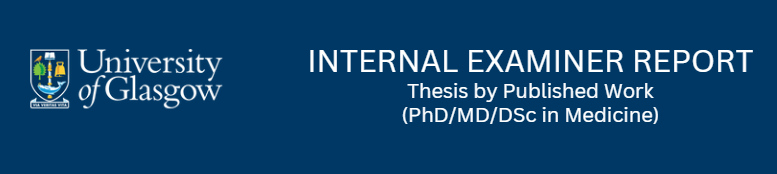 University
of Glasgow
VIA VERITAS VITA
INTERNAL EXAMINER REPORT
Thesis by Published Work
(PhD/MD/DSc in Medicine)